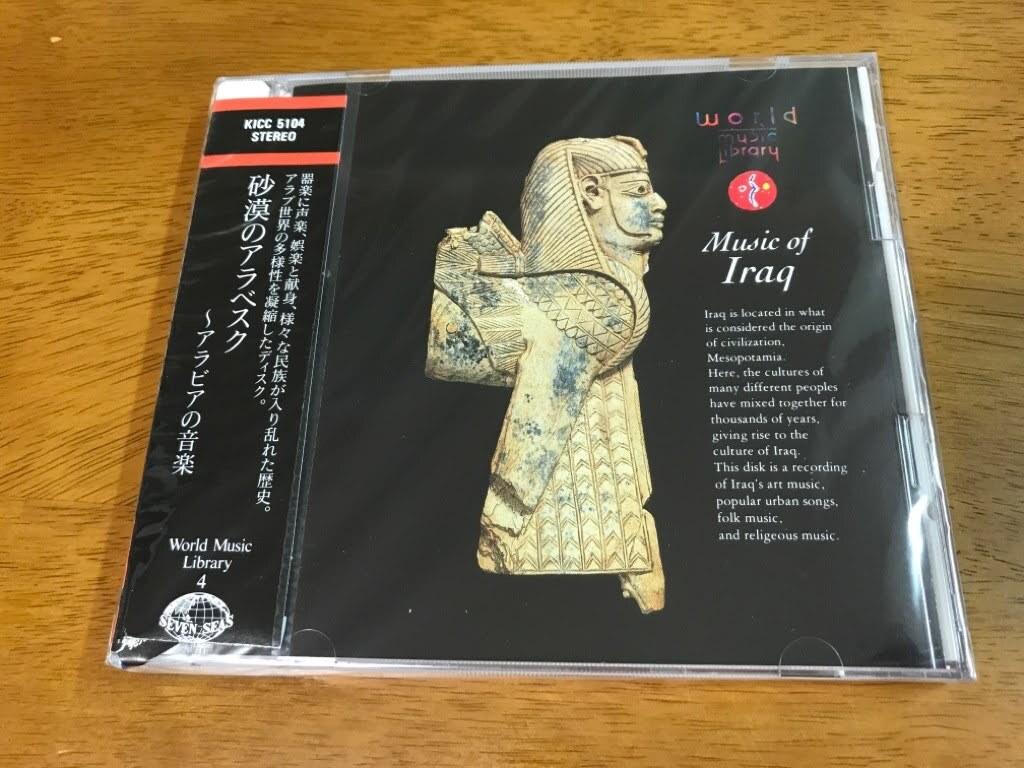 KICC 5104
STEREO
器楽に声楽、娯楽と献身、様々な民族が入り乱れた歴史。
アラブ世界の多様性を凝縮したディスク。
砂漠のアラベスク
〜アラビアの音楽
World Music
Library
4
SEVEN SEAS
world
music
library
Music of
Iraq
Iraq is located in what
is considered the origin
of civilization,
Mesopotamia.
Here, the cultures of
many different peoples
have mixed together for
thousands of years,
giving rise to the
culture of Iraq.
This disk is a recording
of Iraq's art music,
popular urban songs,
folk music,
and religeous music.